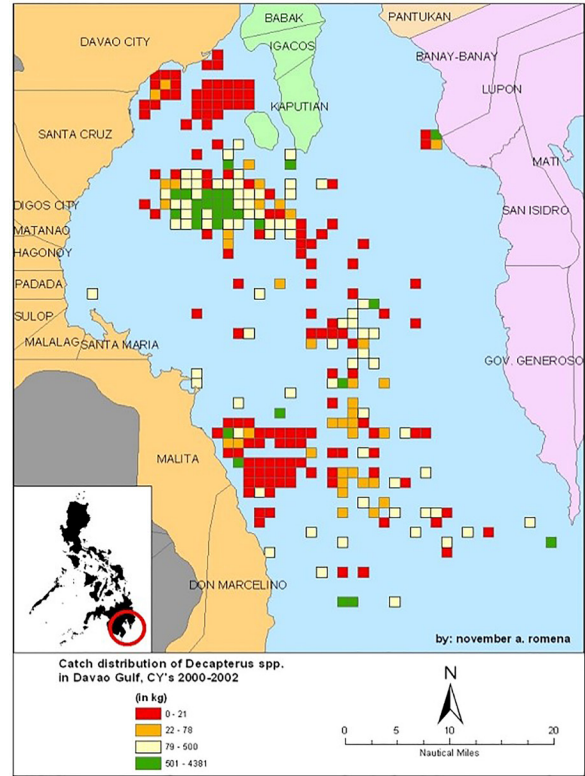 BABAK
PANTUKAN
DAVAO CITY
IGACOS
BANAY-BANAY
LUPON
KAPUTIAN
SANTA CRUZ
MATI
DIGOS CITY
SAN ISIDRO
MATANAO
HAGONOY
PADADA
SULOP
MALALAG
SANTA MARIA
GOV. GENEROSO
MALITA
DON MARCELINO
by: november a. romena
Catch distribution of Decapterus spp.
in Davao Gulf, CY's 2000-2002
(in kg)
0 - 21
22 - 78
79 - 500
501 - 4381
N
0 5 10 20
Nautical Miles